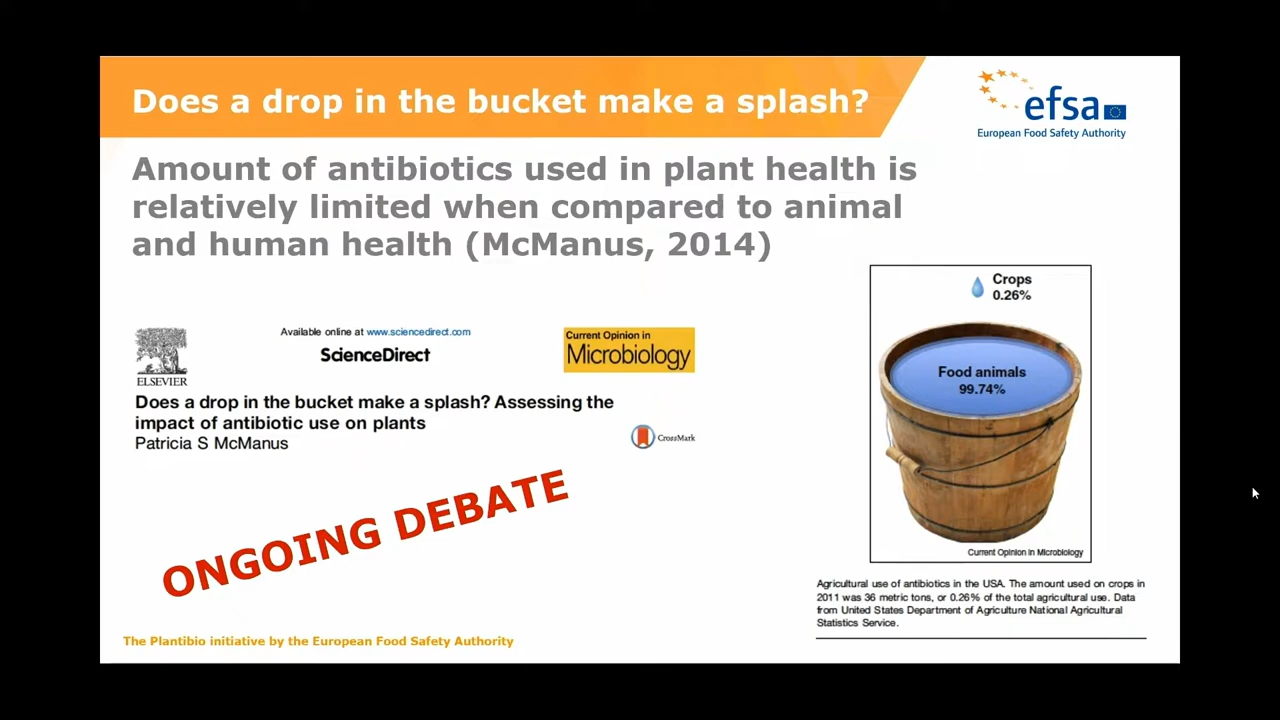 Does a drop in the bucket make a splash?
efsa
European Food Safety Authority
Amount of antibiotics used in plant health is
relatively limited when compared to animal
and human health (McManus, 2014)
ELSEVIER
Available online at www.sciencedirect.com
ScienceDirect
Current Opinion in
Microbiology
Does a drop in the bucket make a splash? Assessing the
impact of antibiotic use on plants
Patricia S McManus
CrossMark
ONGOING DEBATE
Crops
0.26%
Food animals
99.74%
Current Opinion in Microbiology
Agricultural use of antibiotics in the USA. The amount used on crops in
2011 was 36 metric tons, or 0.26% of the total agricultural use. Data
from United States Department of Agriculture National Agricultural
Statistics Service.
The Plantibio initiative by the European Food Safety Authority